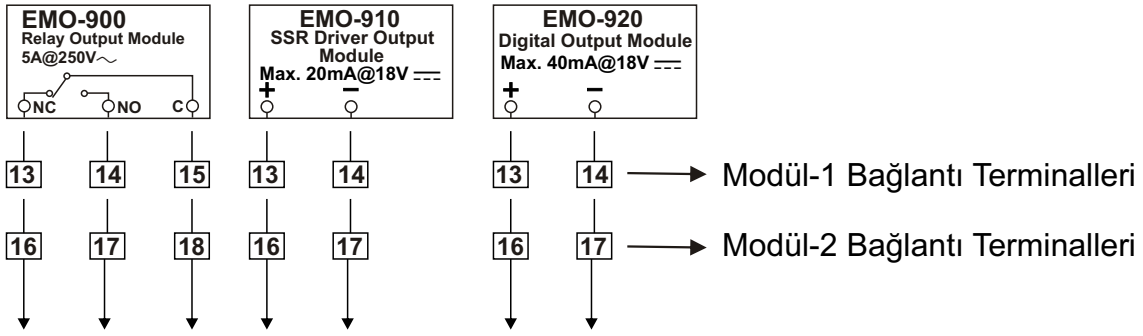 EMO-900
Relay Output Module
5A@250V
NC
NO
C
EMO-910
SSR Driver Output
Module
Max. 20mA@18V
+ −
EMO-920
Digital Output Module
Max. 40mA@18V
+ −
13 14 15 13 14 13 14 Modül-1 Bağlantı Terminalleri
16 17 18 16 17 16 17 Modül-2 Bağlantı Terminalleri